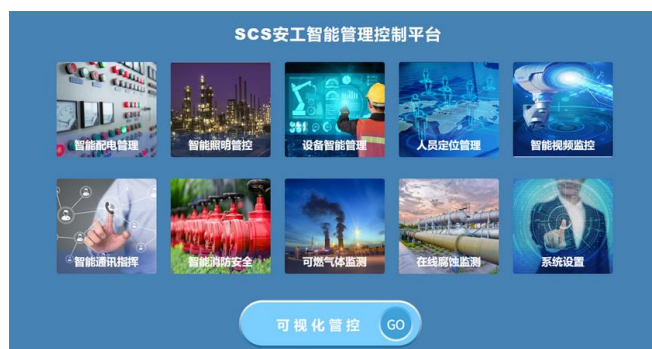 SCS安工智能管理控制平台
智能配电管理
智能照明管控
设备智能管理
人员定位管理
智能视频监控
智能通讯指挥
智能消防安全
可燃气体监测
在线腐蚀监测
系统设置
可视化管控 GO